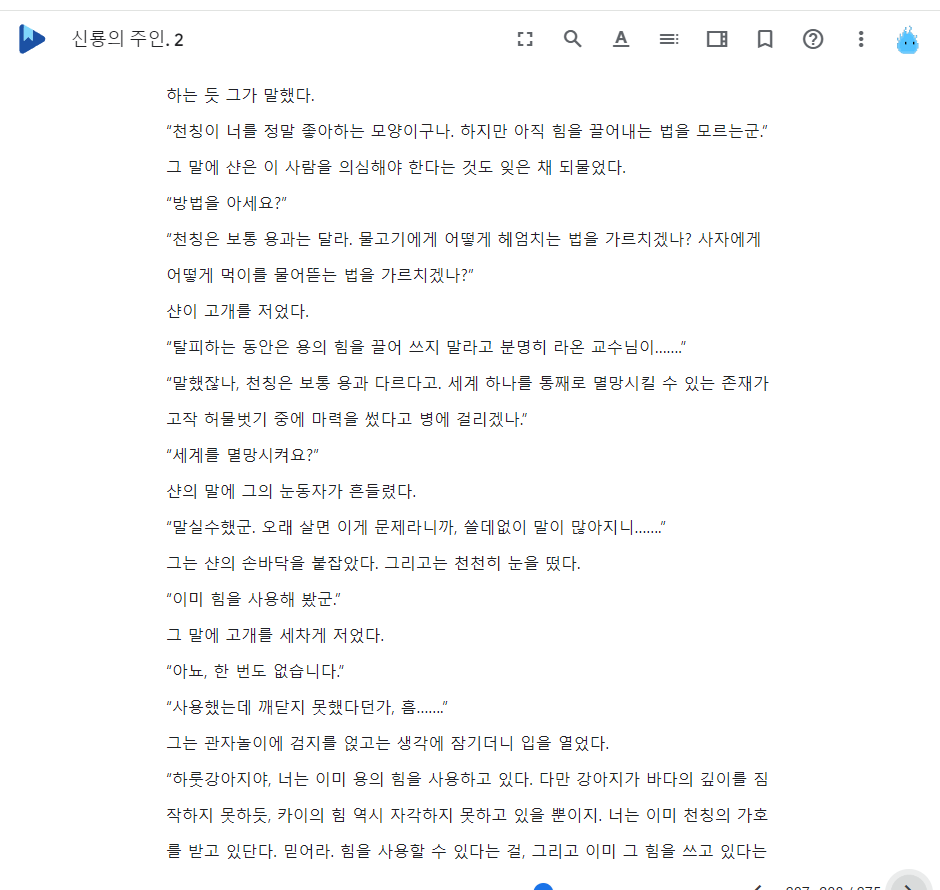 신룡의 주인. 2
하는 듯 그가 말했다.
“천칭이 너를 정말 좋아하는 모양이구나. 하지만 아직 힘을 끌어내는 법을 모르는군.”
그 말에 샨은 이 사람을 의심해야 한다는 것도 잊은 채 되물었다.
“방법을 아세요?”
“천칭은 보통 용과는 달라. 물고기에게 어떻게 헤엄치는 법을 가르치겠나? 사자에게
어떻게 먹이를 물어뜯는 법을 가르치겠나?”
샨이 고개를 저었다.
“탈피하는 동안은 용의 힘을 끌어 쓰지 말라고 분명히 라온 교수님이…….”
“말했잖나, 천칭은 보통 용과 다르다고. 세계 하나를 통째로 멸망시킬 수 있는 존재가
고작 허물벗기 중에 마력을 썼다고 병에 걸리겠나.”
“세계를 멸망시켜요?”
샨의 말에 그의 눈동자가 흔들렸다.
“말실수했군. 오래 살면 이게 문제라니까, 쓸데없이 말이 많아지니…….”
그는 샨의 손바닥을 붙잡았다. 그리고는 천천히 눈을 떴다.
“이미 힘을 사용해 봤군.”
그 말에 고개를 세차게 저었다.
“아뇨, 한 번도 없습니다.”
“사용했는데 깨닫지 못했다던가, 흠…….”
그는 관자놀이에 검지를 얹고는 생각에 잠기더니 입을 열었다.
“하룻강아지야, 너는 이미 용의 힘을 사용하고 있다. 다만 강아지가 바다의 깊이를 짐
작하지 못하듯, 카이의 힘 역시 자각하지 못하고 있을 뿐이지. 너는 이미 천칭의 가호
를 받고 있단다. 믿어라. 힘을 사용할 수 있다는 걸, 그리고 이미 그 힘을 쓰고 있다는